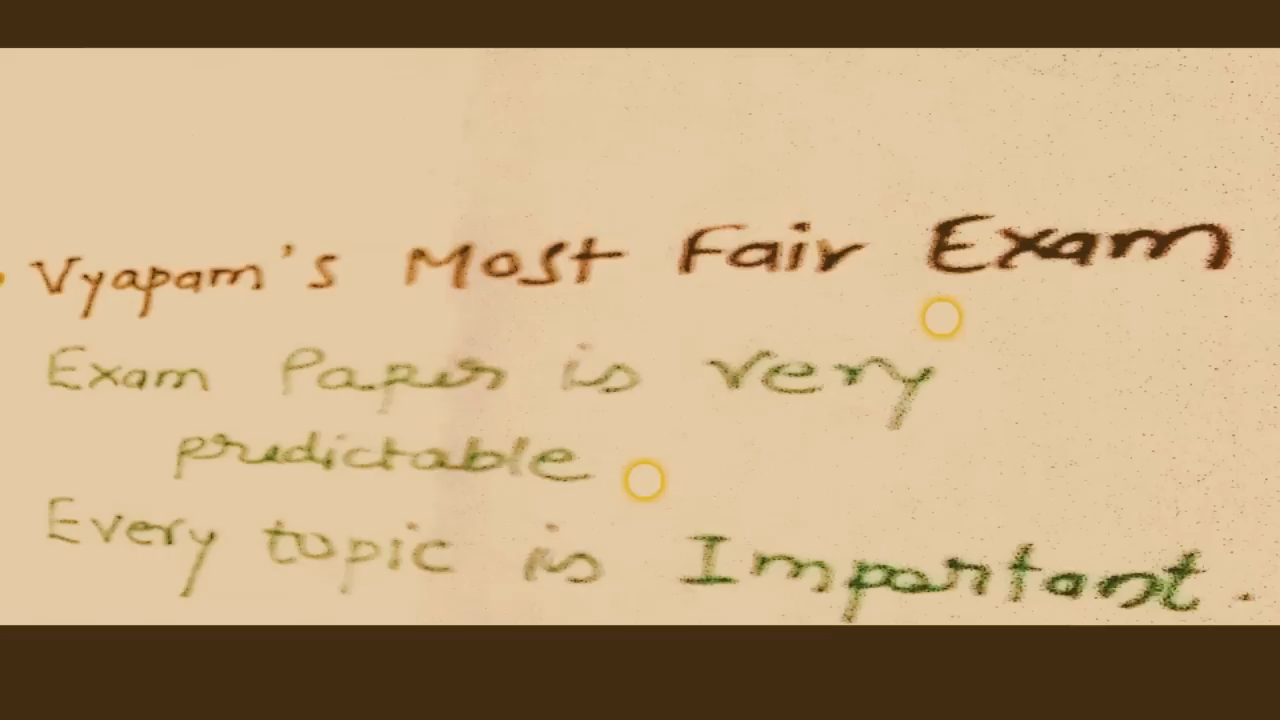 Vyapam's Most Fair Exam
Exam Paper is very
predictable
Every topic is Important.